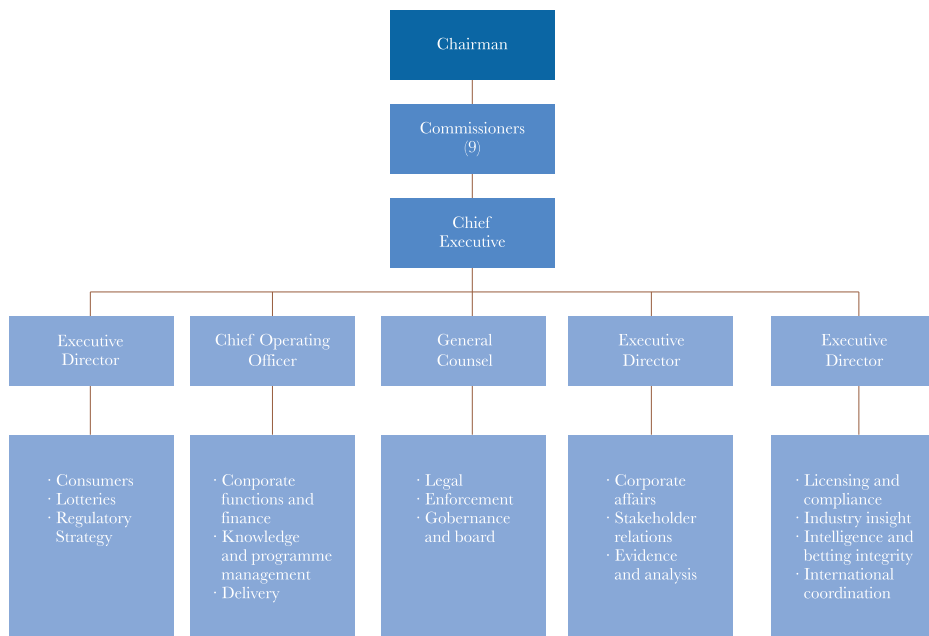 Chairman
Commissioners
(9)
Chief
Executive
Executive
Director
Chief Operating
Officer
General
Counsel
Executive
Director
Executive
Director
· Consumers
· Lotteries
· Regulatory
Strategy
· Conporate
functions and
finance
· Knowledge
and programme
management
· Delivery
· Legal
· Enforcement
· Gobernance
and board
· Corporate
affairs
· Stakeholder
relations
· Evidence
and analysis
· Licensing and
compliance
· Industry insight
· Intelligence and
betting integrity
· International
coordination